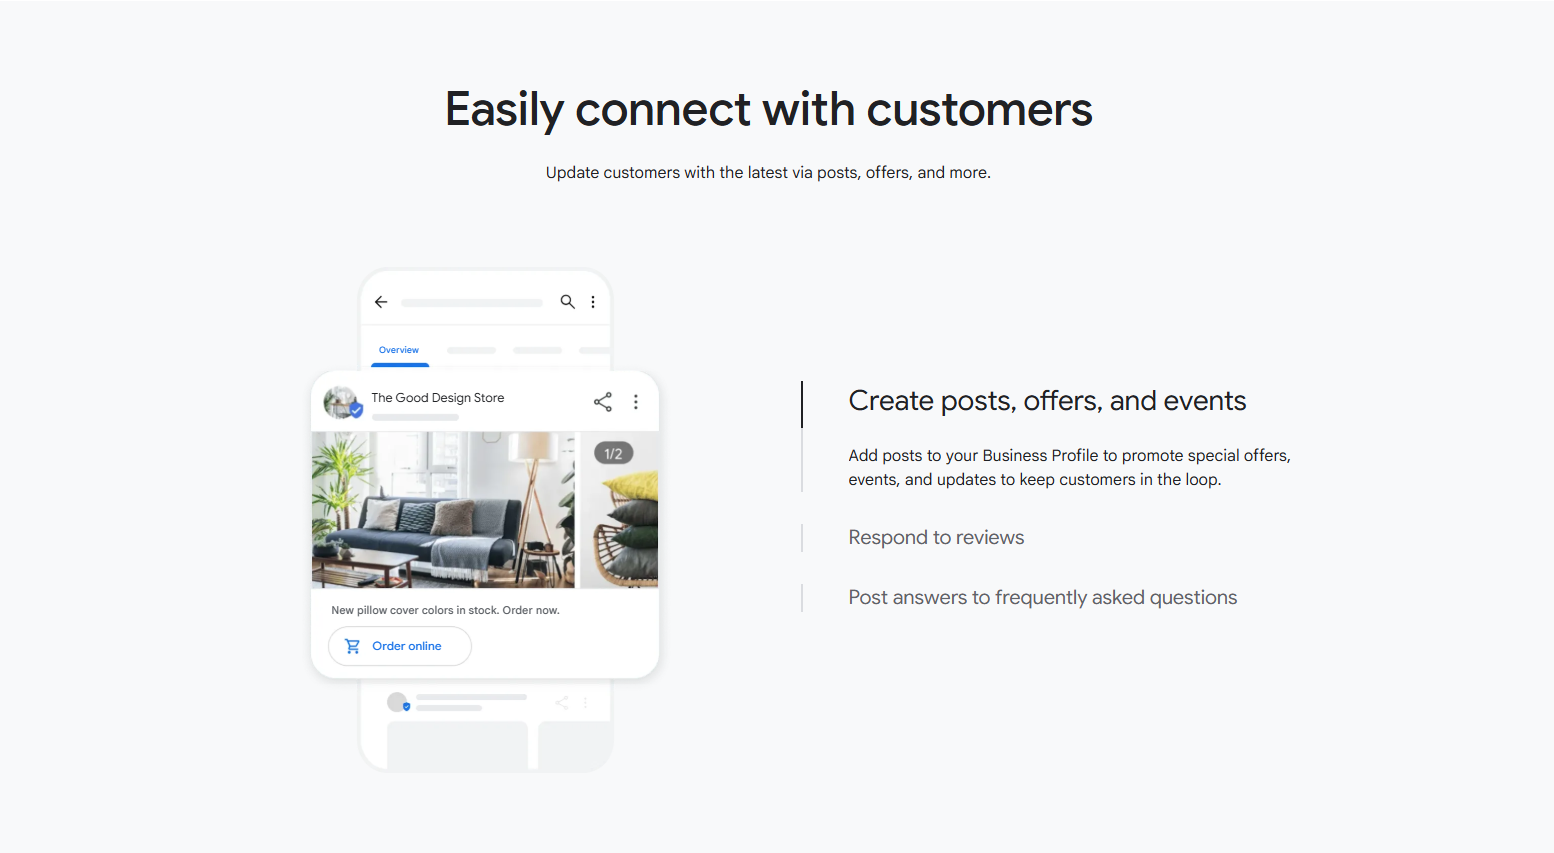 Easily connect with customers
Update customers with the latest via posts, offers, and more.
Overview
The Good Design Store
1/2
New pillow cover colors in stock. Order now.
Order online
Create posts, offers, and events
Add posts to your Business Profile to promote special offers,
events, and updates to keep customers in the loop.
Respond to reviews
Post answers to frequently asked questions